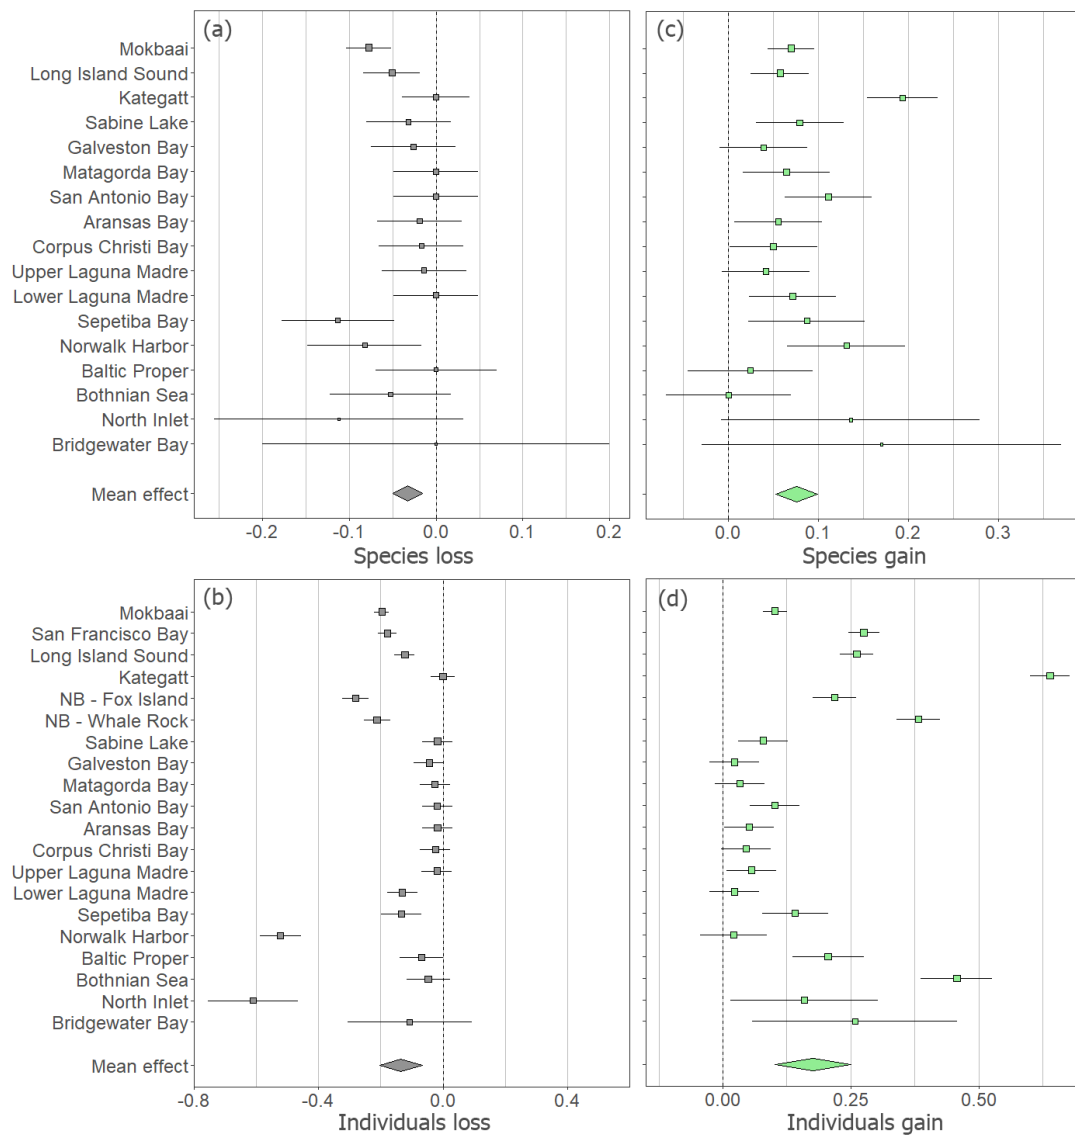 (a)
(c)
Mokbaai
Long Island Sound
Kategatt
Sabine Lake
Galveston Bay
Matagorda Bay
San Antonio Bay
Aransas Bay
Corpus Christi Bay
Upper Laguna Madre
Lower Laguna Madre
Sepetiba Bay
Norwalk Harbor
Baltic Proper
Bothnian Sea
North Inlet
Bridgewater Bay
Mean effect
-0.2 -0.1 0.0 0.1 0.2
0.0 0.1 0.2 0.3
Species loss
Species gain
(b)
(d)
Mokbaai
San Francisco Bay
Long Island Sound
Kategatt
NB - Fox Island
NB - Whale Rock
Sabine Lake
Galveston Bay
Matagorda Bay
San Antonio Bay
Aransas Bay
Corpus Christi Bay
Upper Laguna Madre
Lower Laguna Madre
Sepetiba Bay
Norwalk Harbor
Baltic Proper
Bothnian Sea
North Inlet
Bridgewater Bay
Mean effect
-0.8 -0.4 0.0 0.4
0.00 0.25 0.50
Individuals loss
Individuals gain